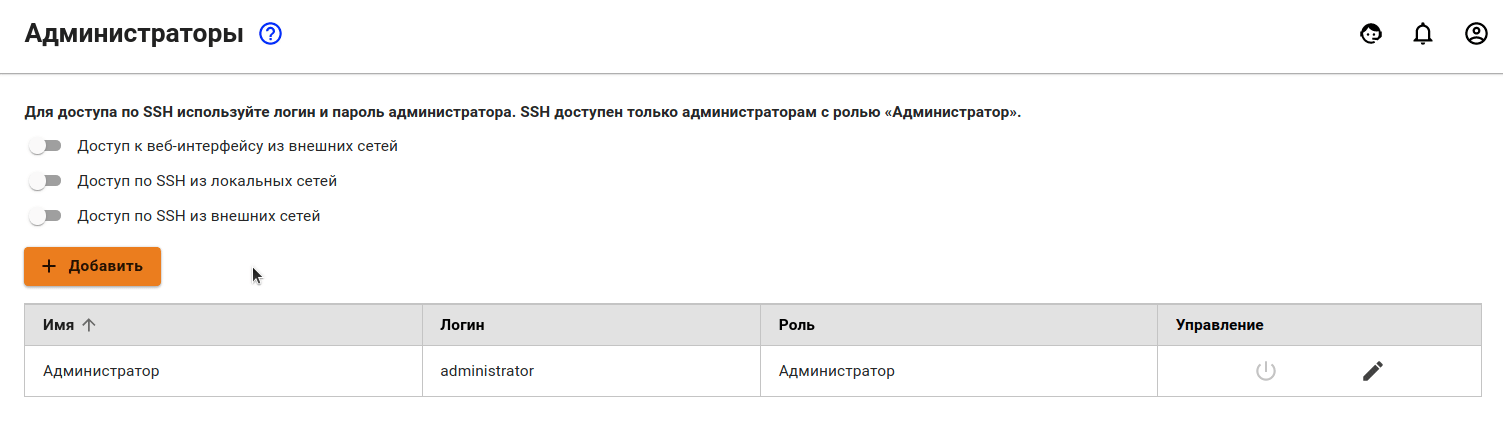 Администраторы
Для доступа по SSH используйте логин и пароль администратора. SSH доступен только администраторам с ролью «Администратор».
Доступ к веб-интерфейсу из внешних сетей
Доступ по SSH из локальных сетей
Доступ по SSH из внешних сетей
+ Добавить
Имя Логин Роль Управление
Администратор administrator Администратор